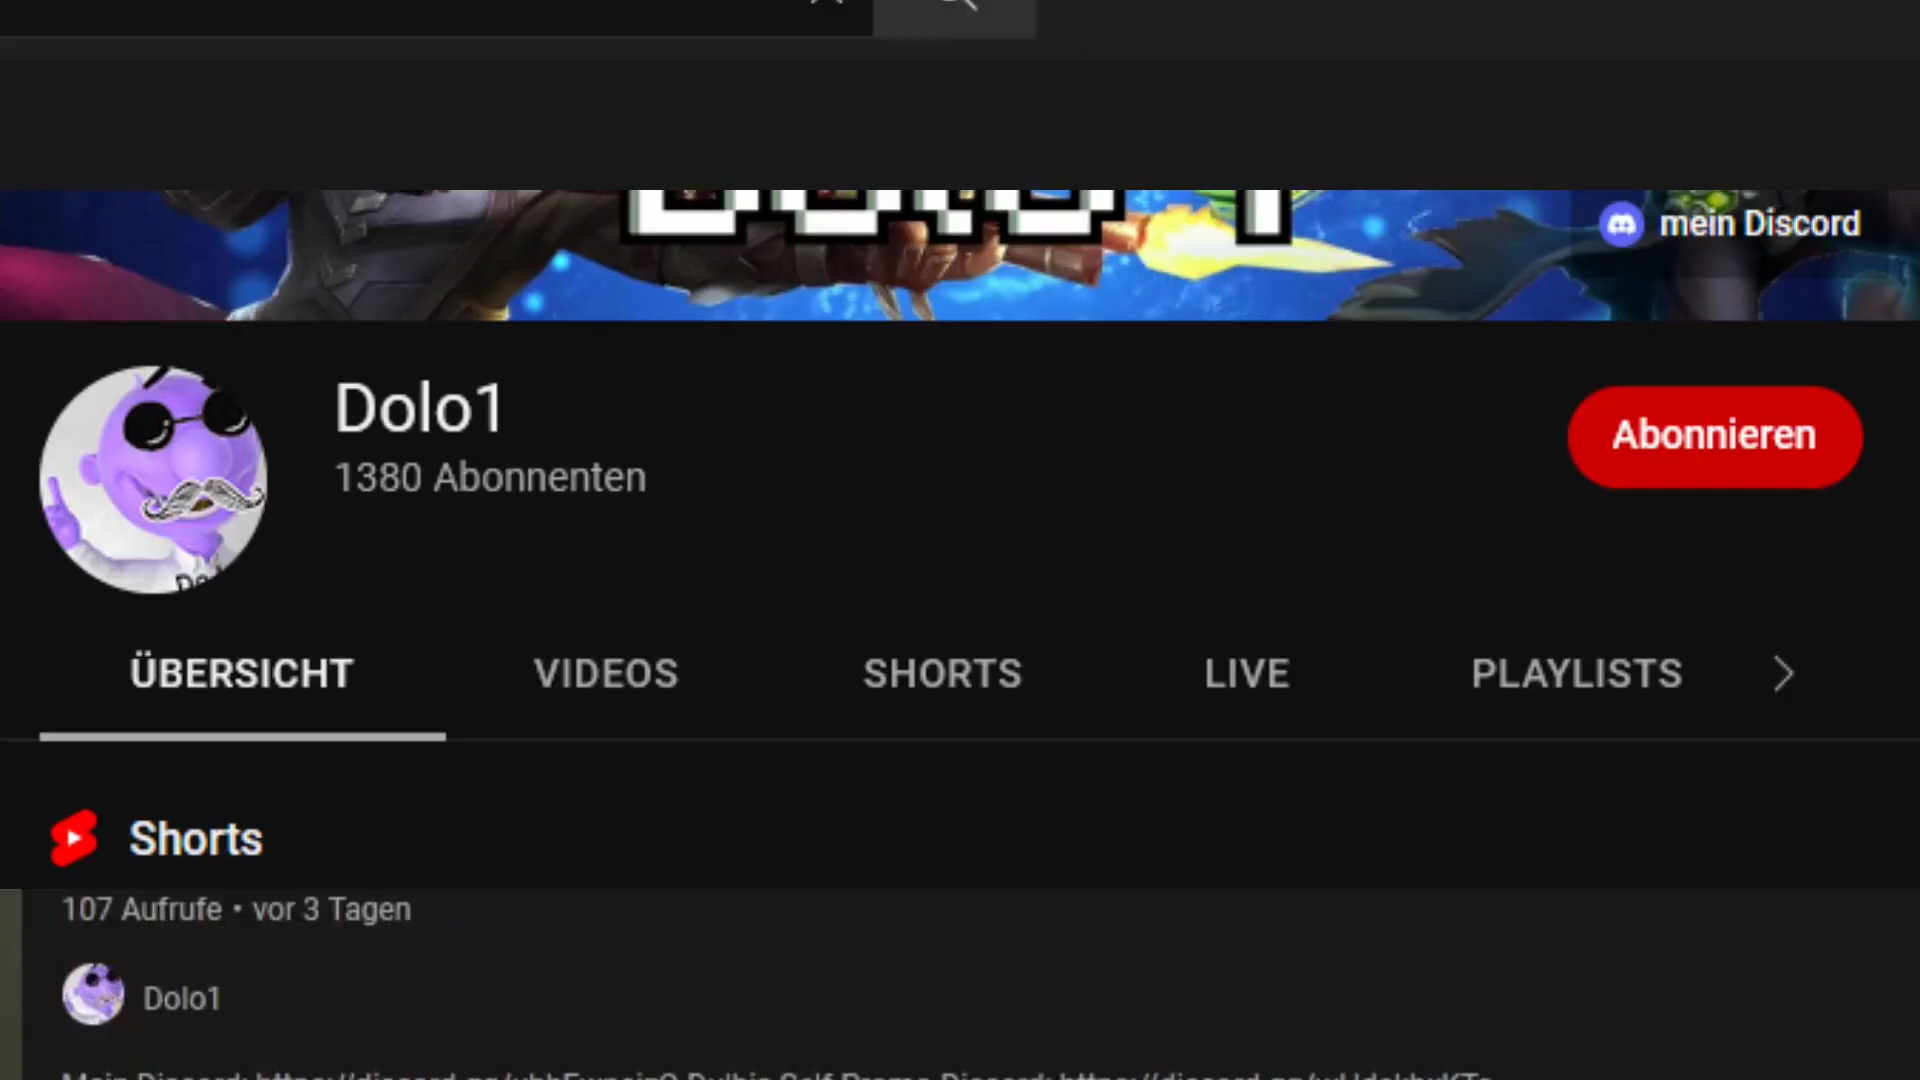 mein Discord
Dolo1
1380 Abonnenten
Abonnieren
ÜBERSICHT VIDEOS SHORTS LIVE PLAYLISTS
Shorts
107 Aufrufe • vor 3 Tagen
Dolo1